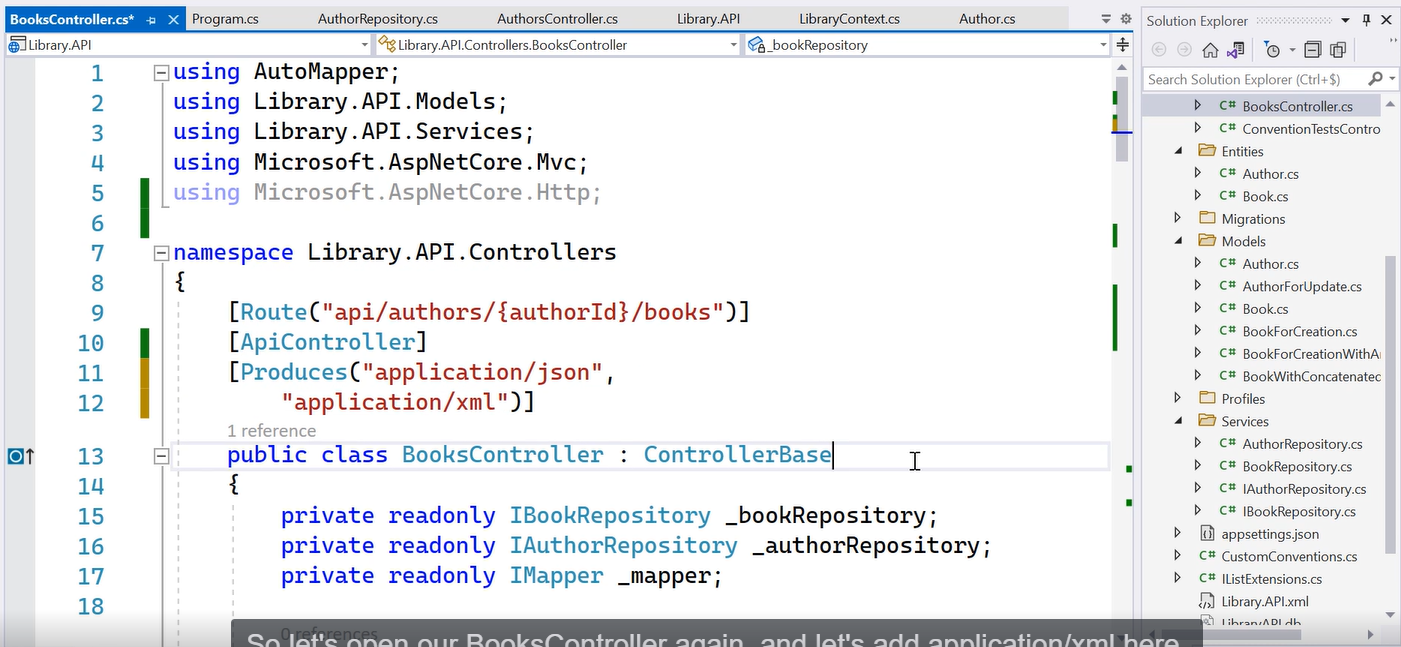 BooksController.cs*
Program.cs
AuthorRepository.cs
AuthorsController.cs
Library.API
LibraryContext.cs
Author.cs
Library.API
Library.API.Controllers.BooksController
_bookRepository
1 using AutoMapper;
2 using Library.API.Models;
3 using Library.API.Services;
4 using Microsoft.AspNetCore.Mvc;
5 using Microsoft.AspNetCore.Http;
6
7 namespace Library.API.Controllers
8 {
9 [Route("api/authors/{authorId}/books")]
10 [ApiController]
11 [Produces("application/json",
12 "application/xml")]
1 reference
13 public class BooksController : ControllerBase
14 {
15 private readonly IBookRepository _bookRepository;
16 private readonly IAuthorRepository _authorRepository;
17 private readonly IMapper _mapper;
18
0 references
So let's open our BooksController again, and let's add application/xml here
Solution Explorer
Search Solution Explorer (Ctrl+$)
C# BooksController.cs
C# ConventionTestsContro
Entities
C# Author.cs
C# Book.cs
Migrations
Models
C# Author.cs
C# AuthorForUpdate.cs
C# Book.cs
C# BookForCreation.cs
C# BookForCreationWithA
C# BookWithConcatenated
Profiles
Services
C# AuthorRepository.cs
C# BookRepository.cs
C# IAuthorRepository.cs
C# IBookRepository.cs
appsettings.json
C# CustomConventions.cs
C# IListExtensions.cs
Library.API.xml
LibraryAPI.db